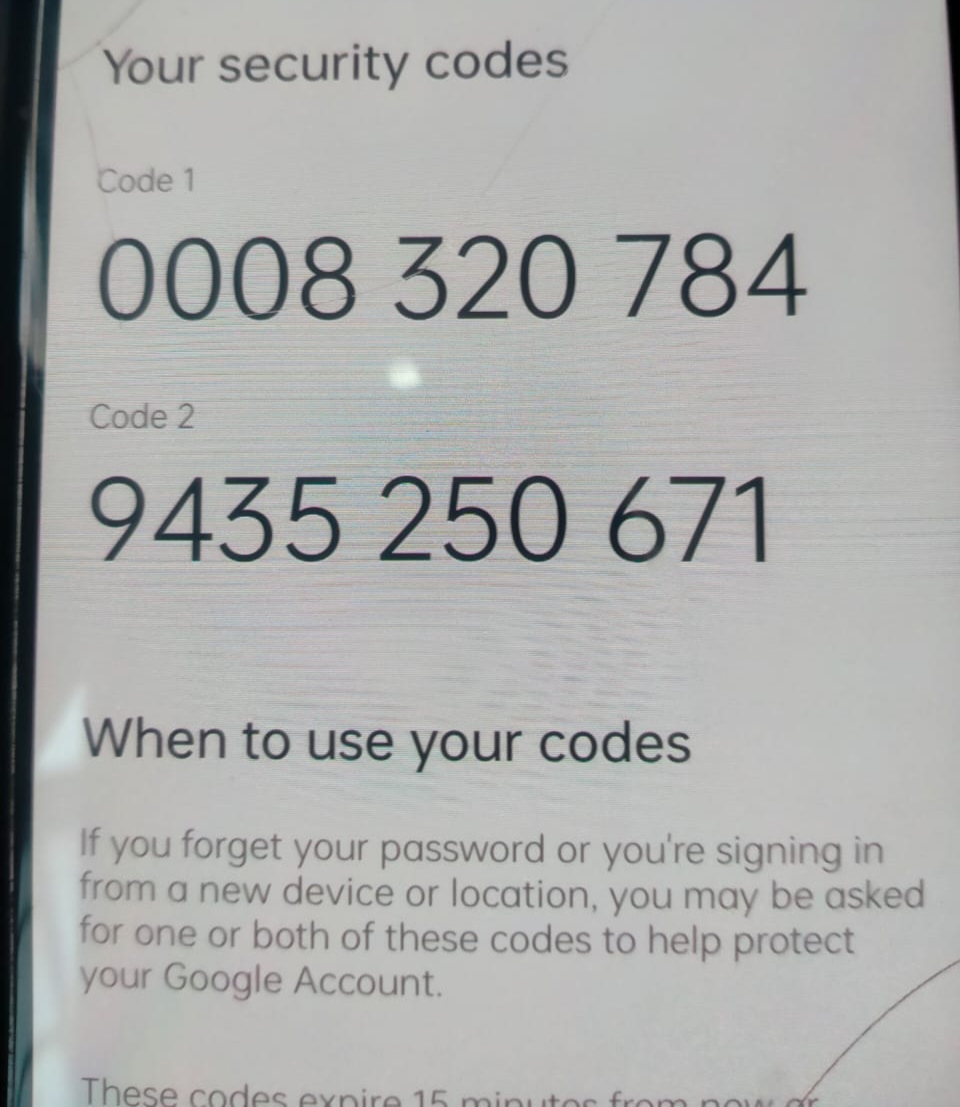 Your security codes
Code 1
0008 320 784
Code 2
9435 250 671
When to use your codes
If you forget your password or you're signing in
from a new device or location, you may be asked
for one or both of these codes to help protect
your Google Account.
These codes expire 15 minutes from now or